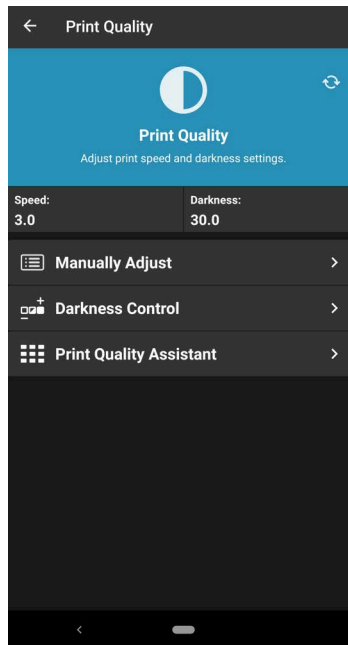 Print Quality
Print Quality
Adjust print speed and darkness settings.
Speed:
3.0
Darkness:
30.0
Manually Adjust
Darkness Control
Print Quality Assistant